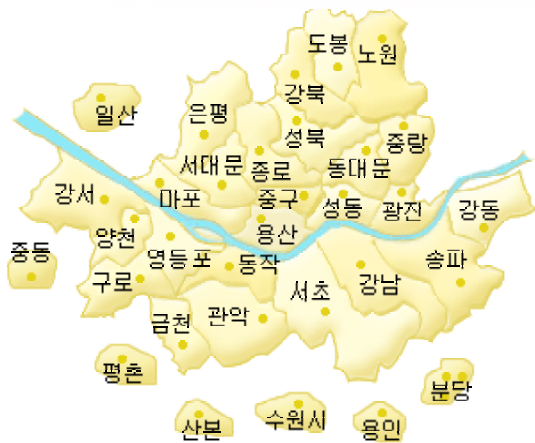 도봉
노원
강북
일산
은평
성북
중랑
서대문
종로
동대문
강서
마포
중구
성동
광진
강동
양천
용산
중동
영등포
동작
송파
구로
서초
강남
금천
관악
평촌
분당
산본
수원시
용인